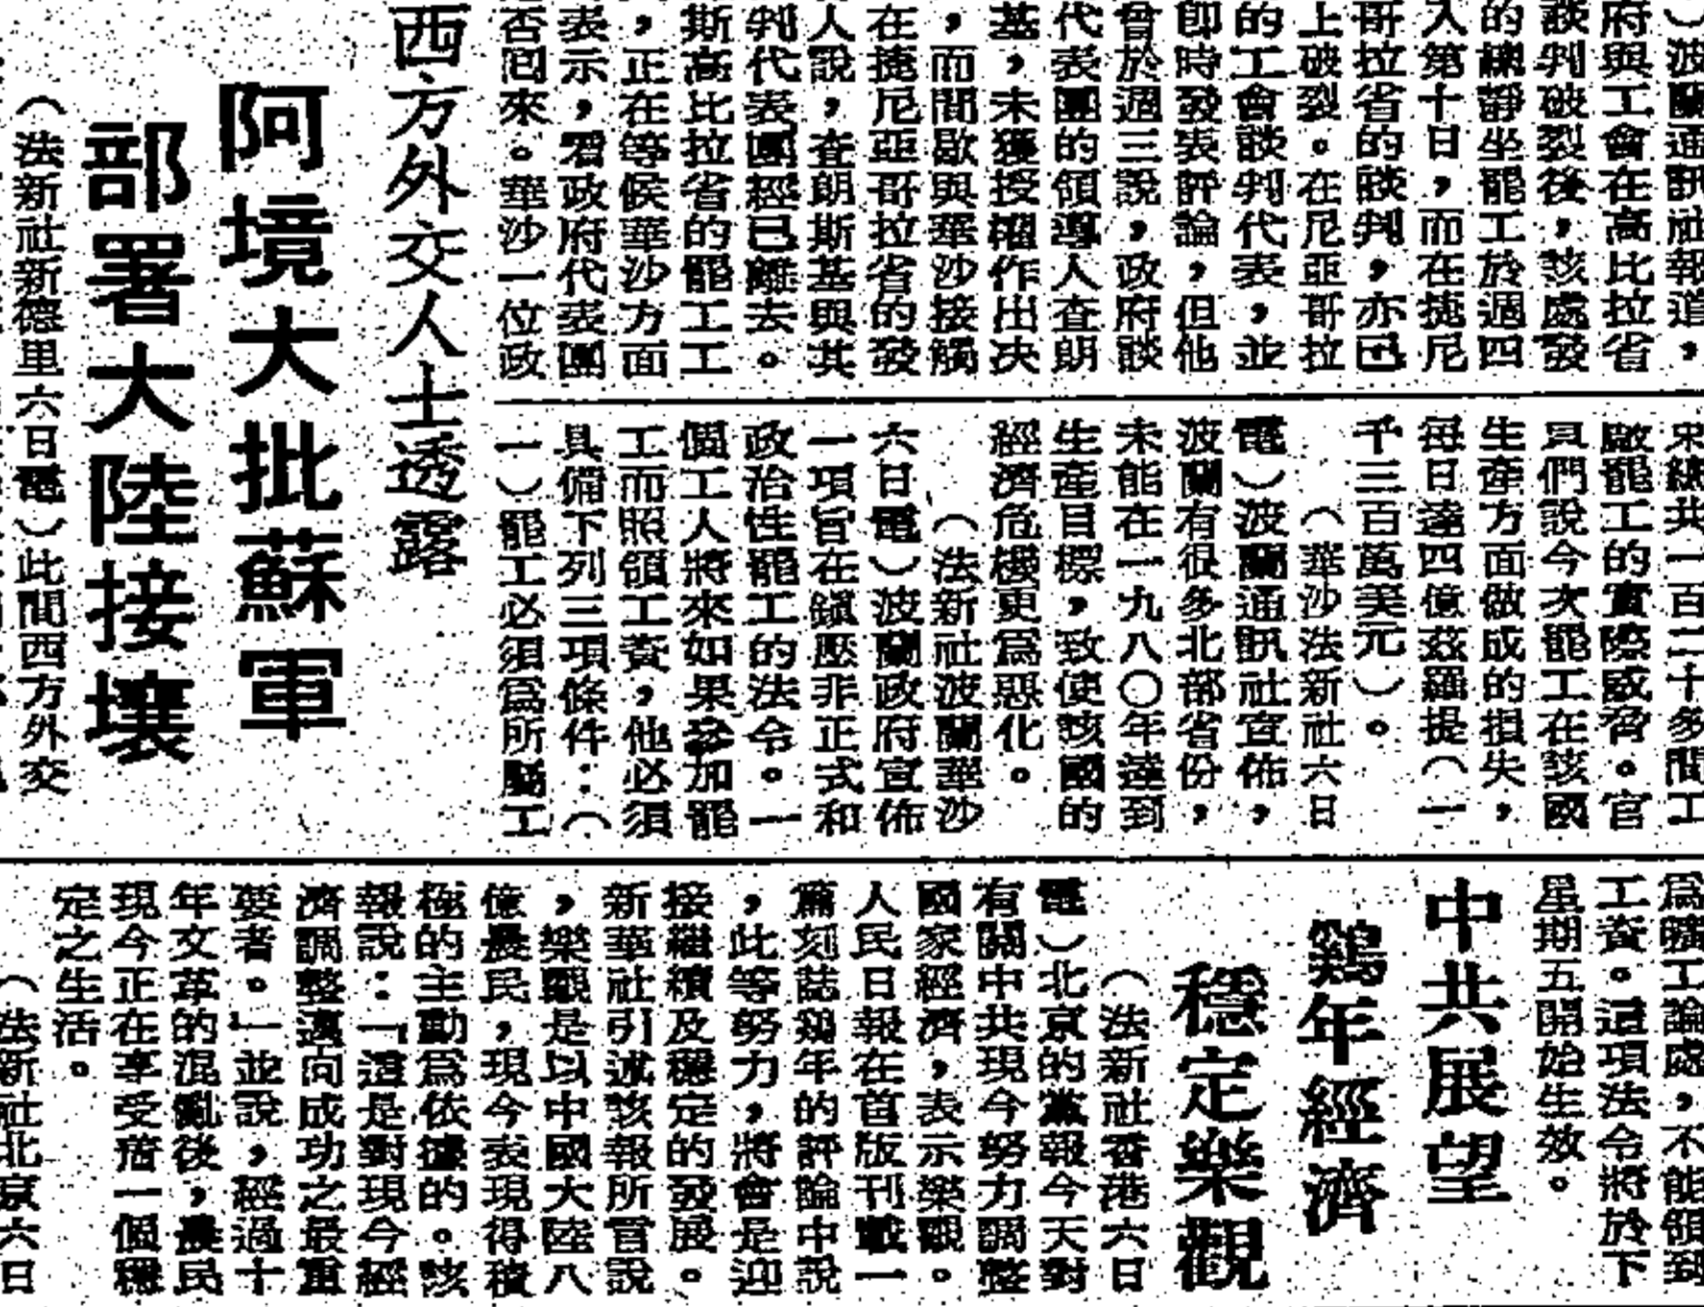 ）波蘭通訊社報道，
府與工會在高比拉省
談判破裂後，該處發
的總靜坐罷工於週四
入第十日，而在捷尼
哥拉省的談判，亦已
上破裂。在尼亞哥拉
的工會談判代表，並
即時發表評論，但他
會於週三說，政府談
代表團的領導人查朗
基，未獲授權作出决
，而間歇與華沙接觸
在捷尼亞哥拉省的發
人說，查朗斯基與其
判代表團經已離去。
斯高比拉省的罷工工
，正在等候華沙方面
表示，看政府代表團
否回來。華沙一位政
總共一百二十多間工
罷工的實際威脅。官
員們說今次罷工在該國
生產方面做成的損失，
每日達四億茲羅提（一
千三百萬美元）。
（華沙法新社六日
電）波蘭通訊社宣佈，
波蘭有很多北部省份，
未能在一九八〇年達到
生產目標，致使該國的
經濟危機更爲惡化。
（法新社波蘭華沙
六日電）波蘭政府宣佈
一項旨在鎮壓非正式和
政治性罷工的法令。一
個工人將來如果參加罷
工而照領工資，他必須
具備下列三項條件：（
一）罷工必須爲所屬工
爲曠工論處，不能領到
工資。這項法令將於下
星期五開始生效。
西方外交人士透露
阿境大批蘇軍
部署大陸接壤
（法新社新德里六日電）此間西方外交
中共展望
鷄年經濟
穩定樂觀
（法新社香港六日
電）北京的黨報今天對
有關中共現今努力調整
國家經濟，表示樂觀。
人民日報在首版刊載一
篇刻誌鷄年的評論中說
，此等努力，將會是迎
接繼續及穩定的發展。
新華社引述該報所言說
，樂觀是以中國大陸八
億農民，現今表現得積
極的主動爲依據的。該
報說：「這是對現今經
濟調整邁向成功之最重
要者。」並說，經過十
年文革的混亂後，農民
現今正在享受着一個穩
定之生活。
（法新社北京六日